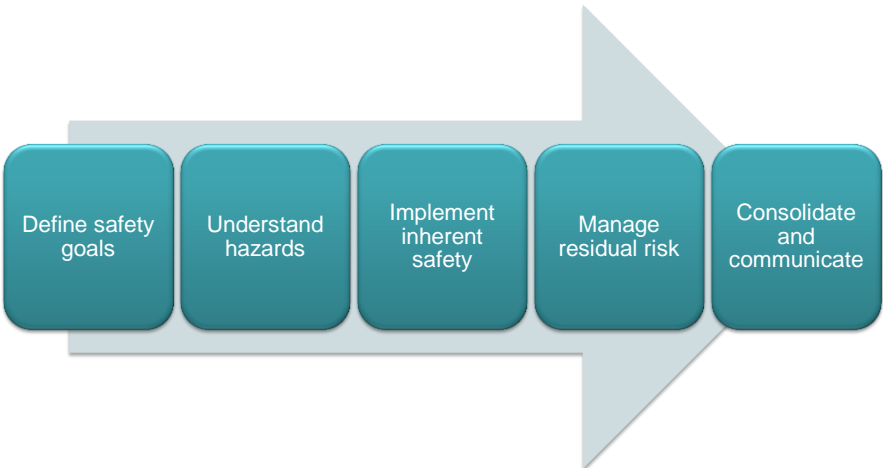 Define safety
goals
Understand
hazards
Implement
inherent
safety
Manage
residual risk
Consolidate
and
communicate